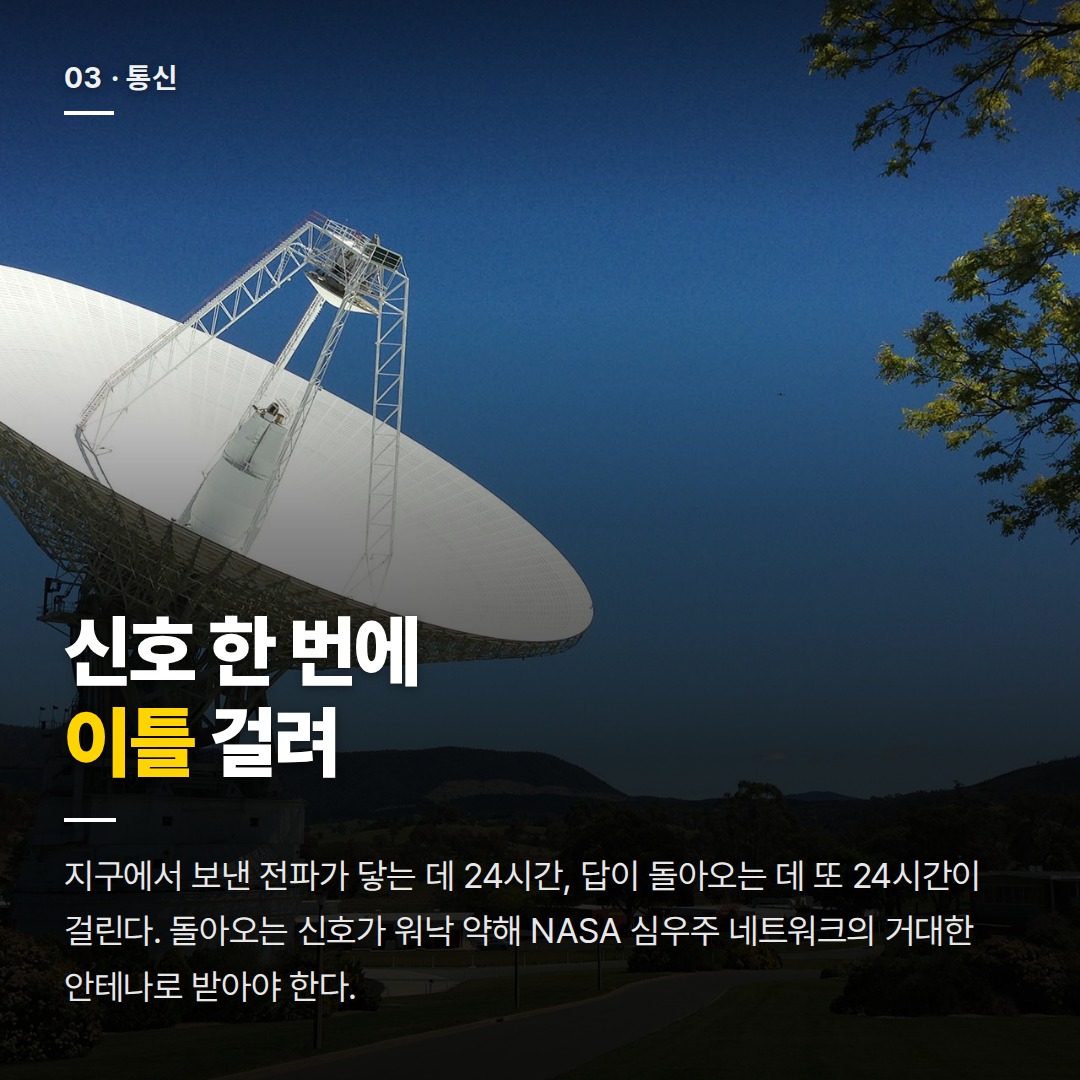 03 · 통신
신호 한 번에
이틀 걸려
지구에서 보낸 전파가 닿는 데 24시간, 답이 돌아오는 데 또 24시간이
걸린다. 돌아오는 신호가 워낙 약해 NASA 심우주 네트워크의 거대한
안테나로 받아야 한다.